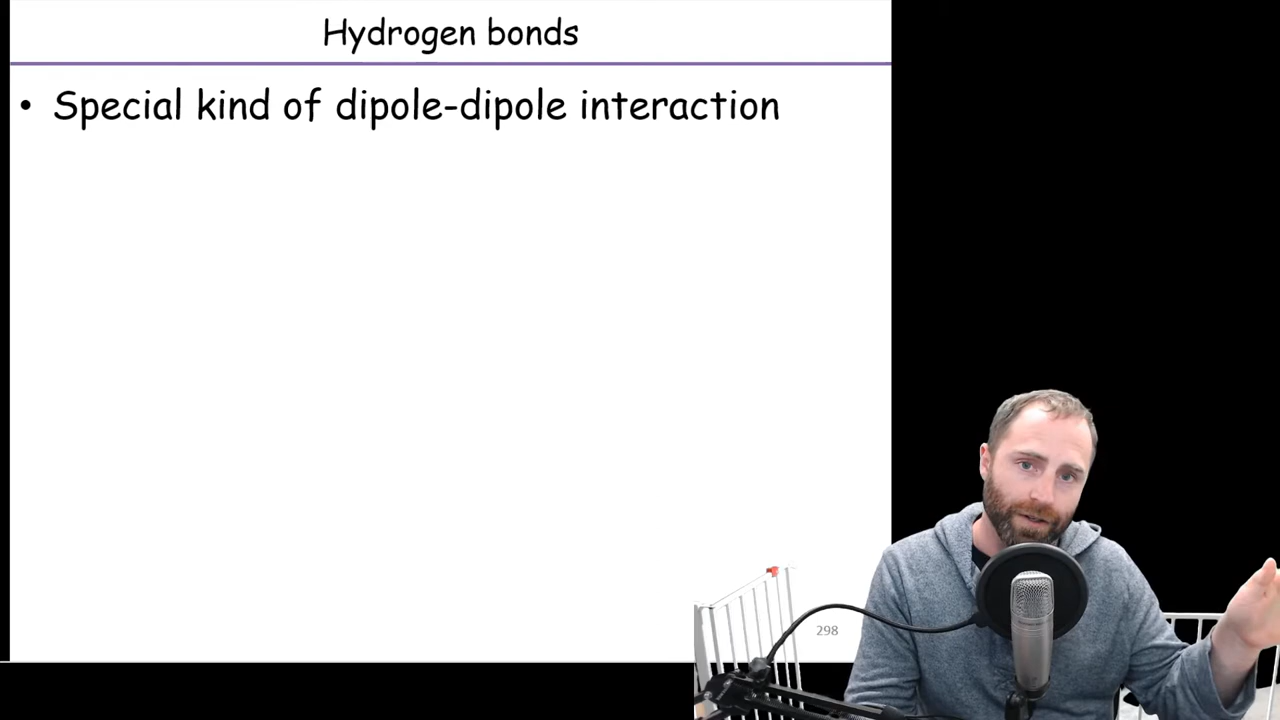 Hydrogen bonds
• Special kind of dipole-dipole interaction
298